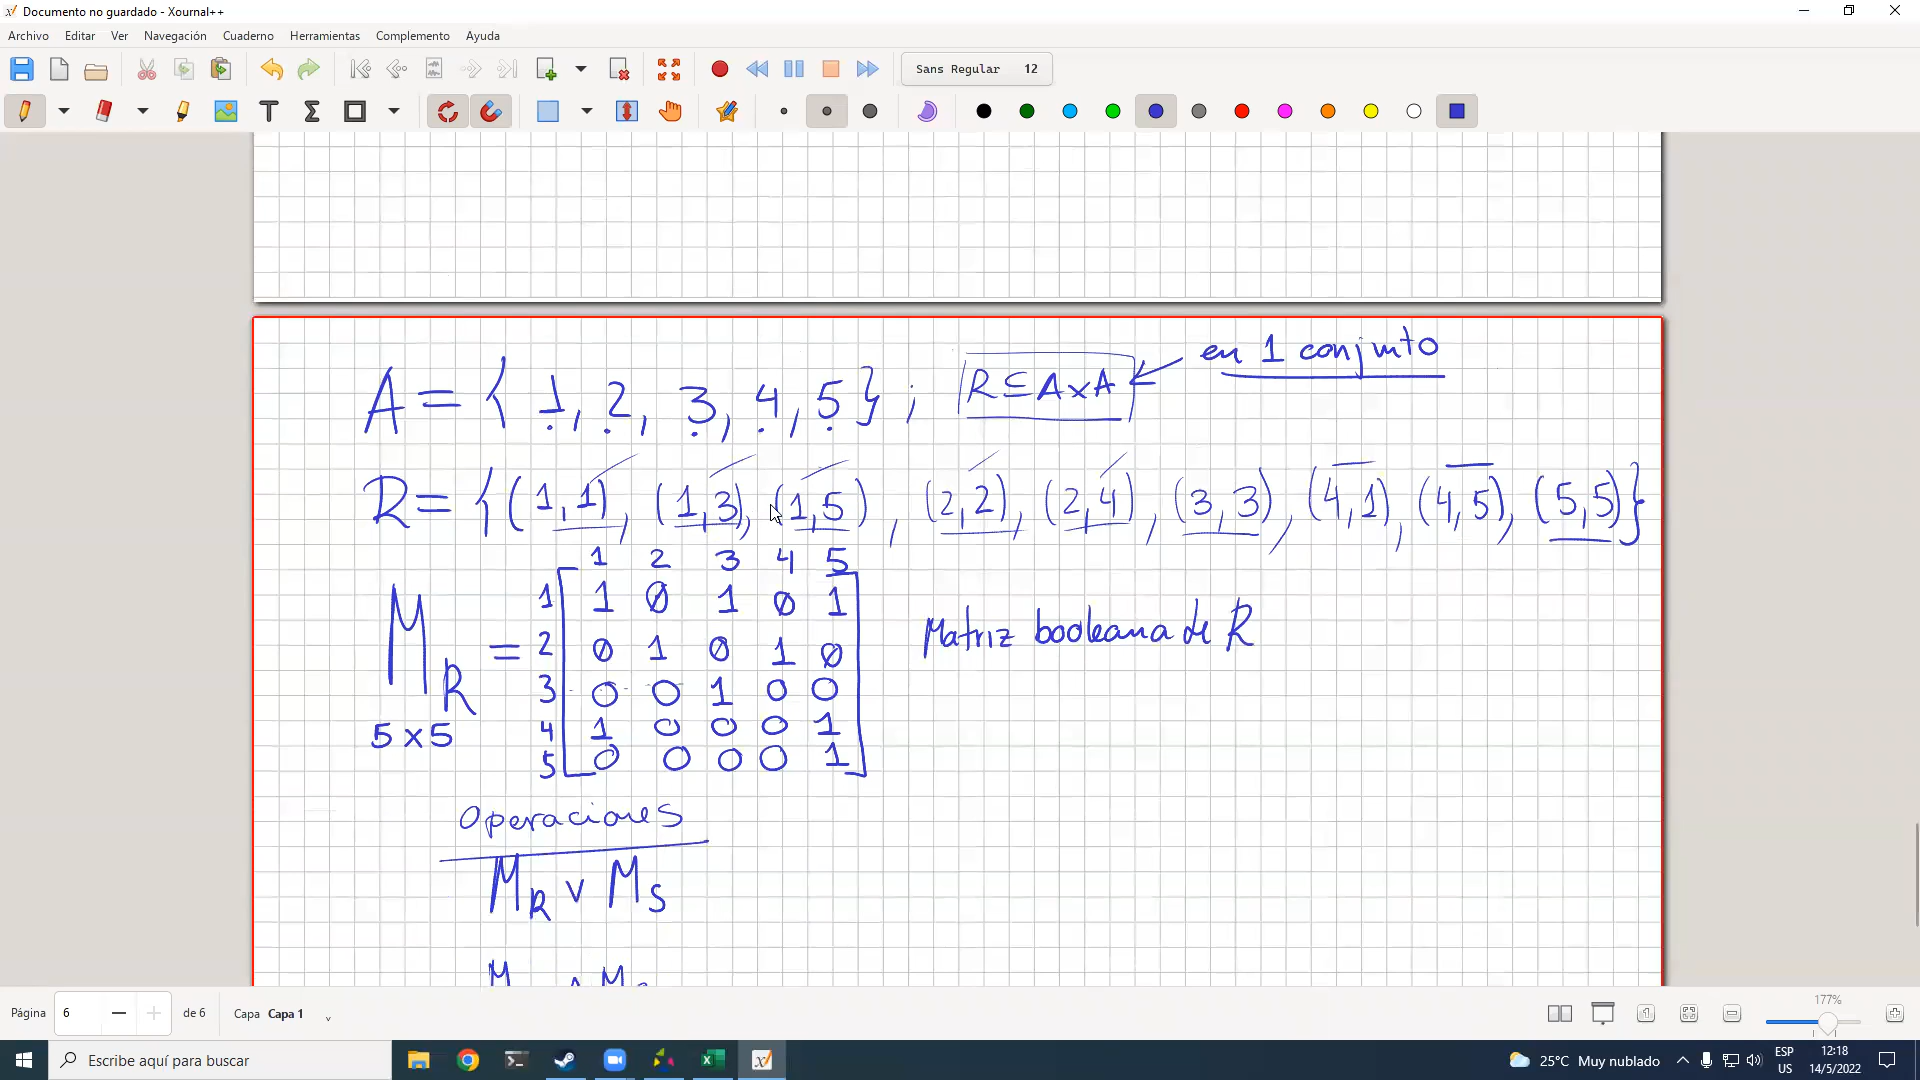 Documento no guardado - Xournal++
Archivo Editar Ver Navegación Cuaderno Herramientas Complemento Ayuda
Sans Regular 12
A = { 1, 2, 3, 4, 5 } ; R ⊆ A x A en 1 conjunto
R = { (1,1), (1,3), (1,5), (2,2), (2,4), (3,3), (4,1), (4,5), (5,5) }
1 2 3 4 5
1 1 0 1 0 1
M R = 2 0 1 0 1 0 Matriz booleana de R
3 0 0 1 0 0
5 x 5 4 1 0 0 0 1
5 0 0 0 0 1
Operaciones
M R ∨ M S
Página 6 de 6 Capa Capa 1 177%
Escribe aquí para buscar
25°C Muy nublado ESP US 12:18 14/5/2022